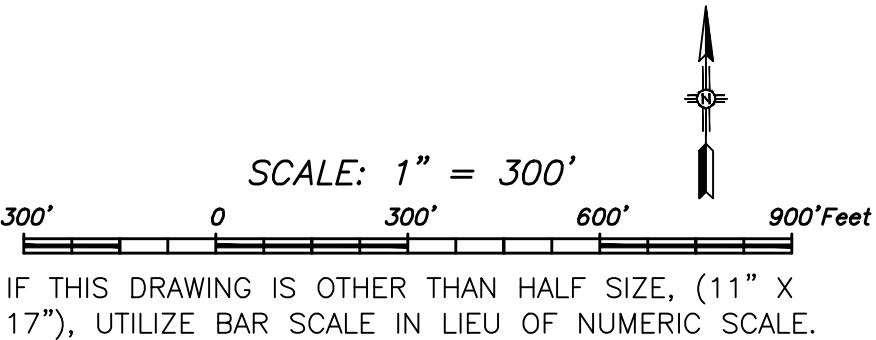 N
SCALE: 1" = 300'
300' 0 300' 600' 900'Feet
IF THIS DRAWING IS OTHER THAN HALF SIZE, (11" X
17"), UTILIZE BAR SCALE IN LIEU OF NUMERIC SCALE.